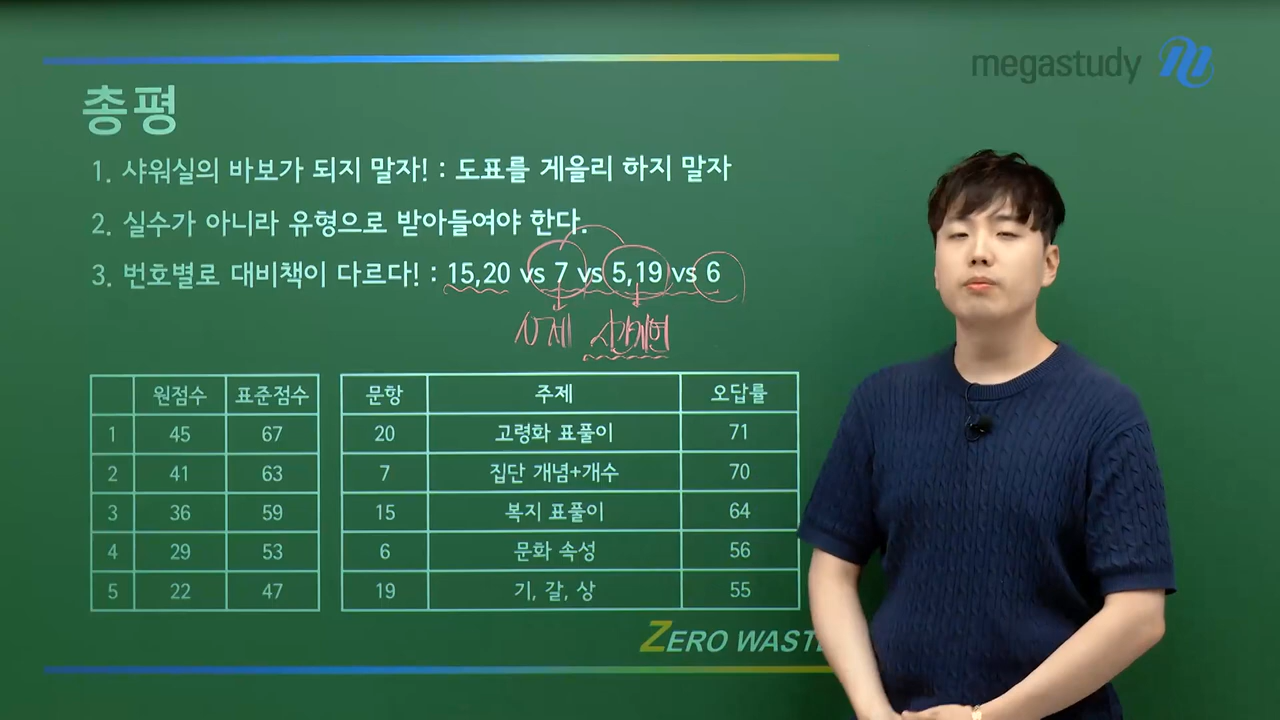 megastudy
총평
1. 샤워실의 바보가 되지 말자! : 도표를 게을리 하지 말자
2. 실수가 아니라 유형으로 받아들여야 한다.
3. 번호별로 대비책이 다르다! : 15,20 vs 7 vs 5,19 vs 6
원점수 표준점수
1 45 67
2 41 63
3 36 59
4 29 53
5 22 47
문항 주제 오답률
20 고령화 표풀이 71
7 집단 개념+개수 70
15 복지 표풀이 64
6 문화 속성 56
19 기, 갈, 상 55
ZERO